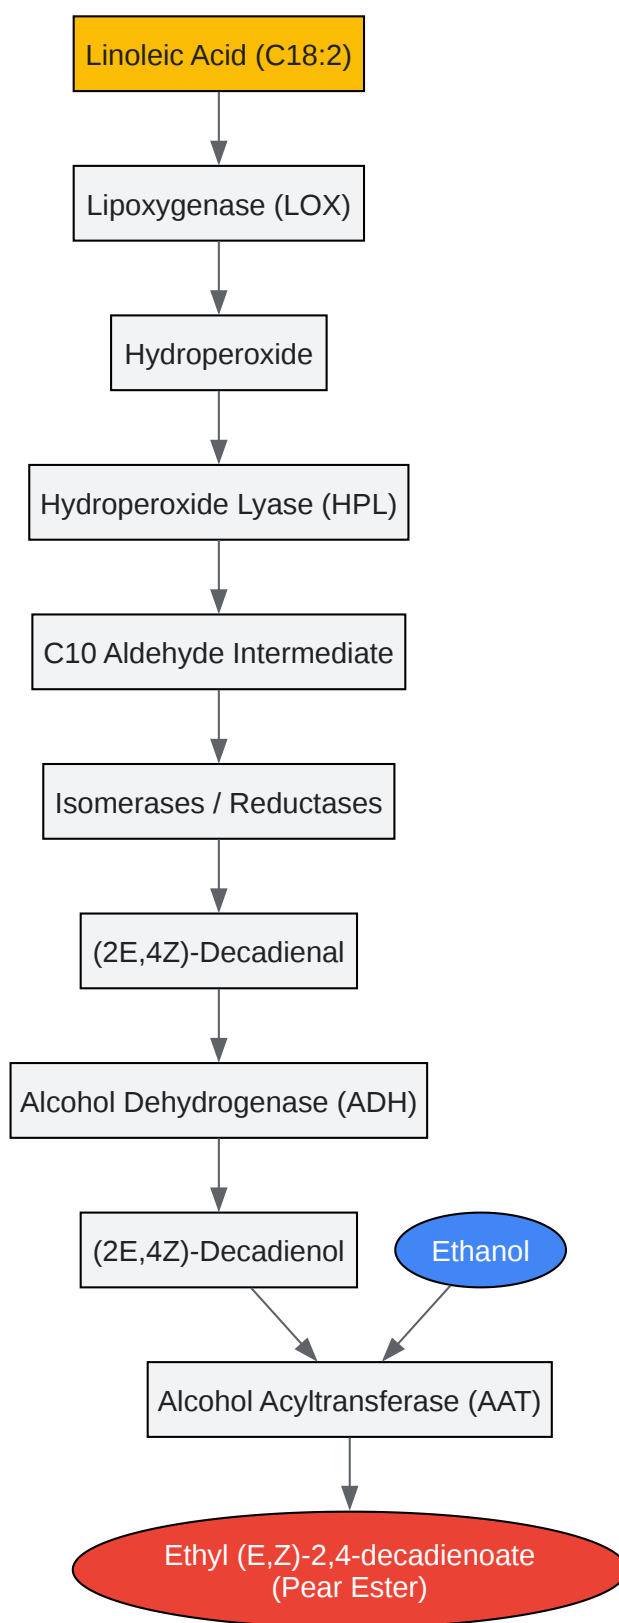 Linoleic Acid (C18:2)
Lipoxygenase (LOX)
Hydroperoxide
Hydroperoxide Lyase (HPL)
C10 Aldehyde Intermediate
Isomerases / Reductases
(2E,4Z)-Decadienal
Alcohol Dehydrogenase (ADH)
(2E,4Z)-Decadienol
Ethanol
Alcohol Acyltransferase (AAT)
Ethyl (E,Z)-2,4-decadienoate
(Pear Ester)